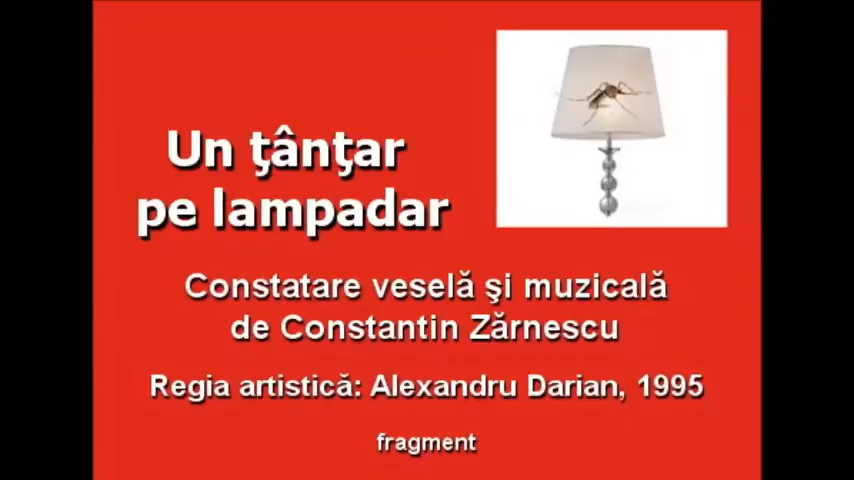 Un ţânţar
pe lampadar
Constatare veselă şi muzicală
de Constantin Zărnescu
Regia artistică: Alexandru Darian, 1995
fragment